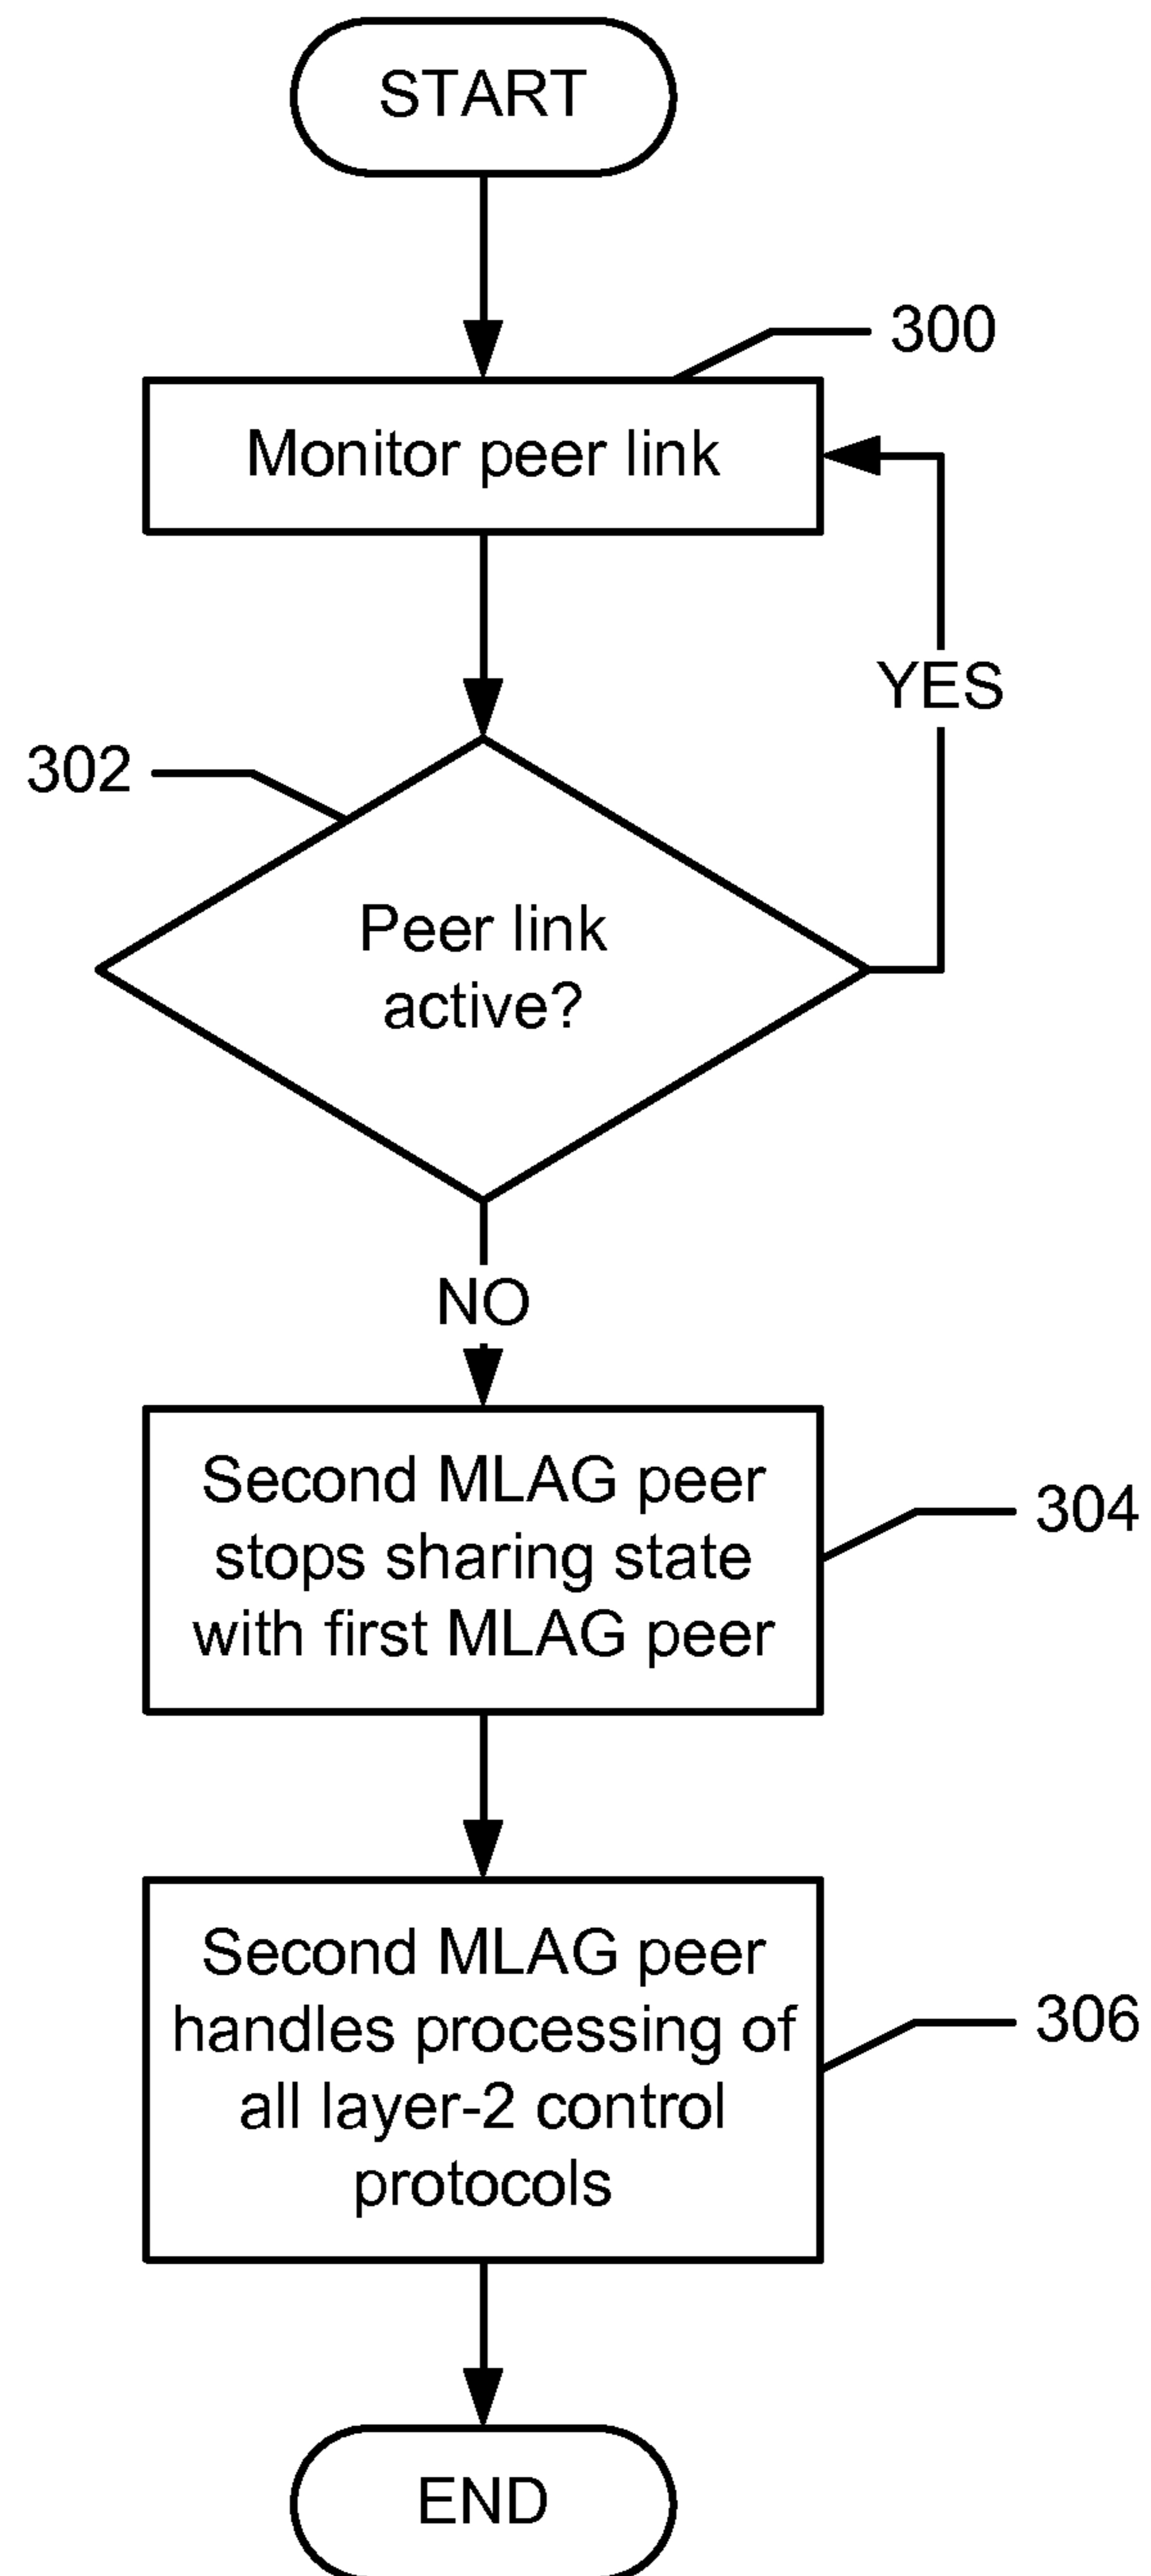 START
300
Monitor peer link
YES
302
Peer link
active?
NO
Second MLAG peer
stops sharing state
with first MLAG peer
304
Second MLAG peer
handles processing of
all layer-2 control
protocols
306
END